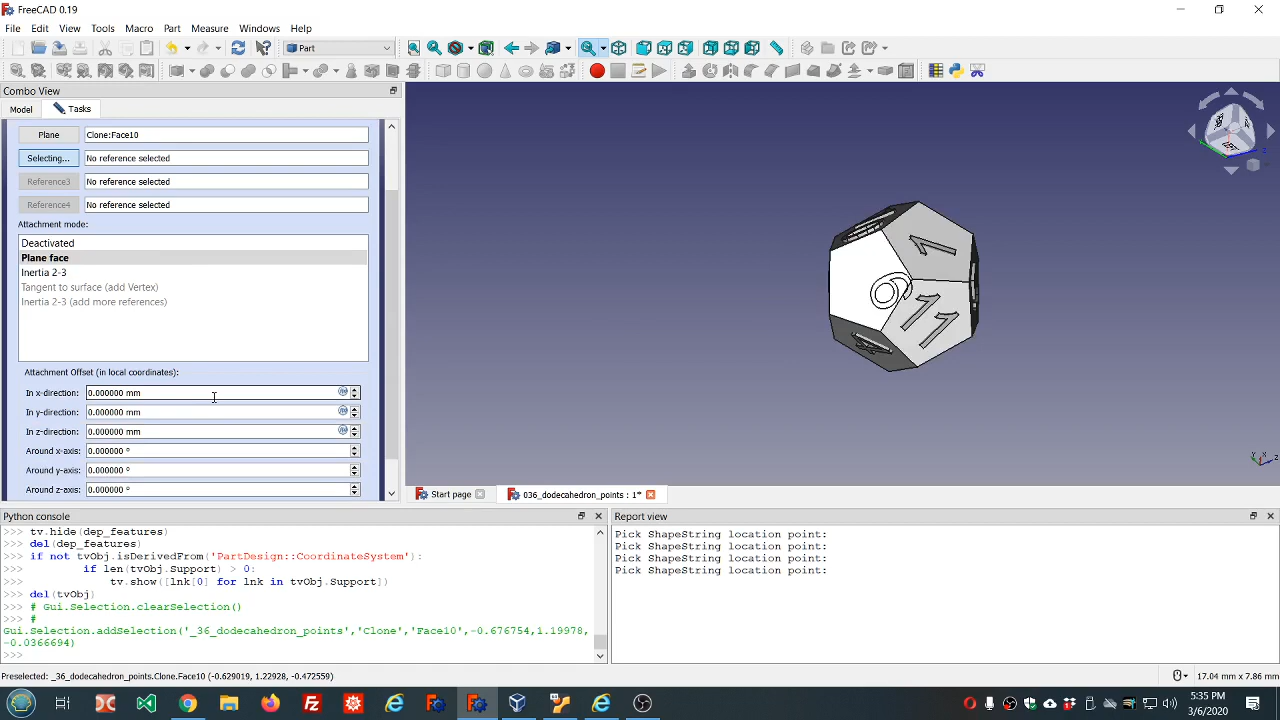 FreeCAD 0.19
File Edit View Tools Macro Part Measure Windows Help
Part
Combo View
Model Tasks
Plane Clone:Face10
Selecting... No reference selected
Reference3 No reference selected
Reference4 No reference selected
Attachment mode:
Deactivated
Plane face
Inertia 2-3
Tangent to surface (add Vertex)
Inertia 2-3 (add more references)
Attachment Offset (in local coordinates):
In x-direction: 0.000000 mm
In y-direction: 0.000000 mm
In z-direction: 0.000000 mm
Around x-axis: 0.000000 °
Around y-axis: 0.000000 °
Around z-axis: 0.000000 °
1
6
11
4
Start page 036_dodecahedron_points : 1*
Python console
>>> tv.hide(dep_features)
>>> del(dep_features)
>>> if not tvObj.isDerivedFrom('PartDesign::CoordinateSystem'):
>>> if len(tvObj.Support) > 0:
>>> tv.show([lnk[0] for lnk in tvObj.Support])
>>> del(tvObj)
>>> # Gui.Selection.clearSelection()
>>> #
Gui.Selection.addSelection('_36_dodecahedron_points','Clone','Face10',-0.676754,1.19978,
-0.0366694)
>>>
Report view
Pick ShapeString location point:
Pick ShapeString location point:
Pick ShapeString location point:
Pick ShapeString location point:
Preselected: _36_dodecahedron_points.Clone.Face10 (-0.629019, 1.22928, -0.472559)
17.04 mm x 7.86 mm
5:35 PM
3/6/2020